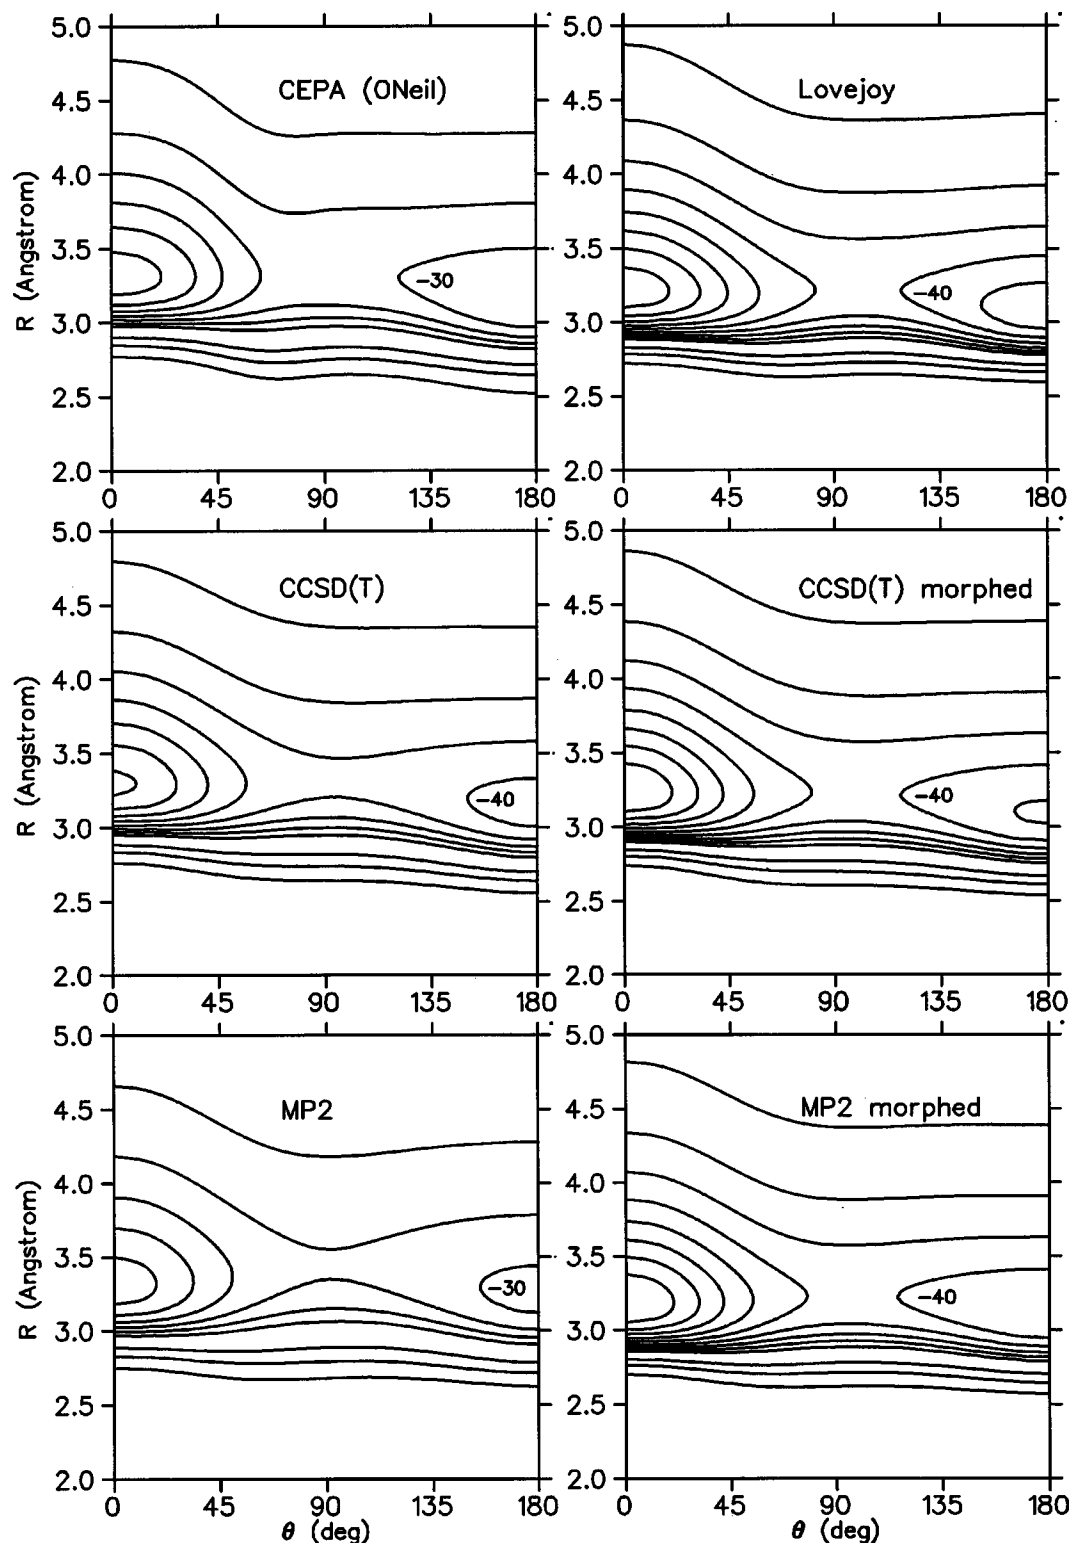 5.0
4.5
4.0
3.5
3.0
2.5
2.0
R (Angstrom)
CEPA (ONeil)
−30
0 45 90 135 180
5.0
4.5
4.0
3.5
3.0
2.5
2.0
Lovejoy
−40
0 45 90 135 180
5.0
4.5
4.0
3.5
3.0
2.5
2.0
R (Angstrom)
CCSD(T)
−40
0 45 90 135 180
5.0
4.5
4.0
3.5
3.0
2.5
2.0
CCSD(T) morphed
−40
0 45 90 135 180
5.0
4.5
4.0
3.5
3.0
2.5
2.0
R (Angstrom)
MP2
−30
0 45 90 135 180
θ (deg)
5.0
4.5
4.0
3.5
3.0
2.5
2.0
MP2 morphed
−40
0 45 90 135 180
θ (deg)